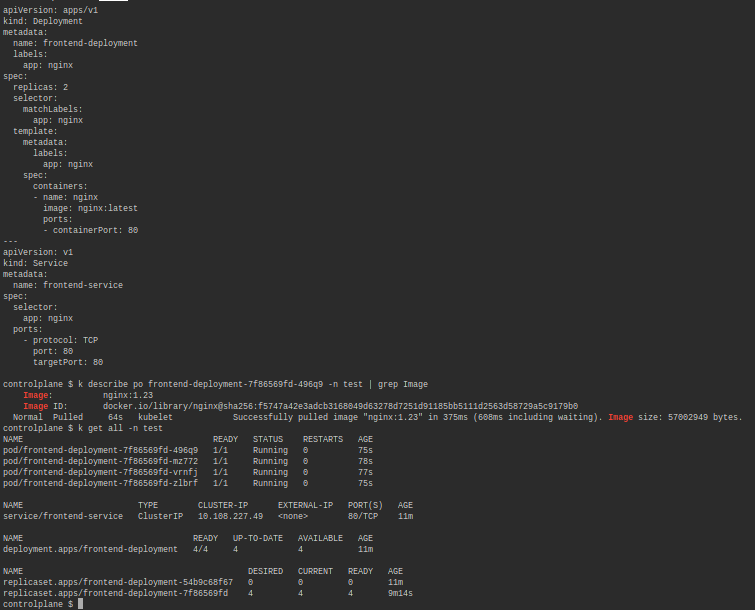 apiVersion: apps/v1
kind: Deployment
metadata:
  name: frontend-deployment
  labels:
    app: nginx
spec:
  replicas: 2
  selector:
    matchLabels:
      app: nginx
  template:
    metadata:
      labels:
        app: nginx
    spec:
      containers:
      - name: nginx
        image: nginx:latest
        ports:
        - containerPort: 80
---
apiVersion: v1
kind: Service
metadata:
  name: frontend-service
spec:
  selector:
    app: nginx
  ports:
    - protocol: TCP
      port: 80
      targetPort: 80
controlplane $ k describe po frontend-deployment-7f86569fd-496q9 -n test | grep Image
    Image:          nginx:1.23
    Image ID:       docker.io/library/nginx@sha256:f5747a42e3adcb3168049d63278d7251d91185bb5111d2563d58729a5c9179b0
  Normal  Pulled     64s   kubelet            Successfully pulled image "nginx:1.23" in 375ms (608ms including waiting). Image size: 57002949 bytes.
controlplane $ k get all -n test
NAME                                      READY   STATUS    RESTARTS   AGE
pod/frontend-deployment-7f86569fd-496q9   1/1     Running   0          75s
pod/frontend-deployment-7f86569fd-mz772   1/1     Running   0          78s
pod/frontend-deployment-7f86569fd-vrnfj   1/1     Running   0          77s
pod/frontend-deployment-7f86569fd-zlbrf   1/1     Running   0          75s
NAME                       TYPE        CLUSTER-IP      EXTERNAL-IP   PORT(S)   AGE
service/frontend-service   ClusterIP   10.108.227.49   <none>        80/TCP    11m
NAME                                  READY   UP-TO-DATE   AVAILABLE   AGE
deployment.apps/frontend-deployment   4/4     4            4           11m
NAME                                             DESIRED   CURRENT   READY   AGE
replicaset.apps/frontend-deployment-54b9c68f67   0         0         0       11m
replicaset.apps/frontend-deployment-7f86569fd    4         4         4       9m14s
controlplane $